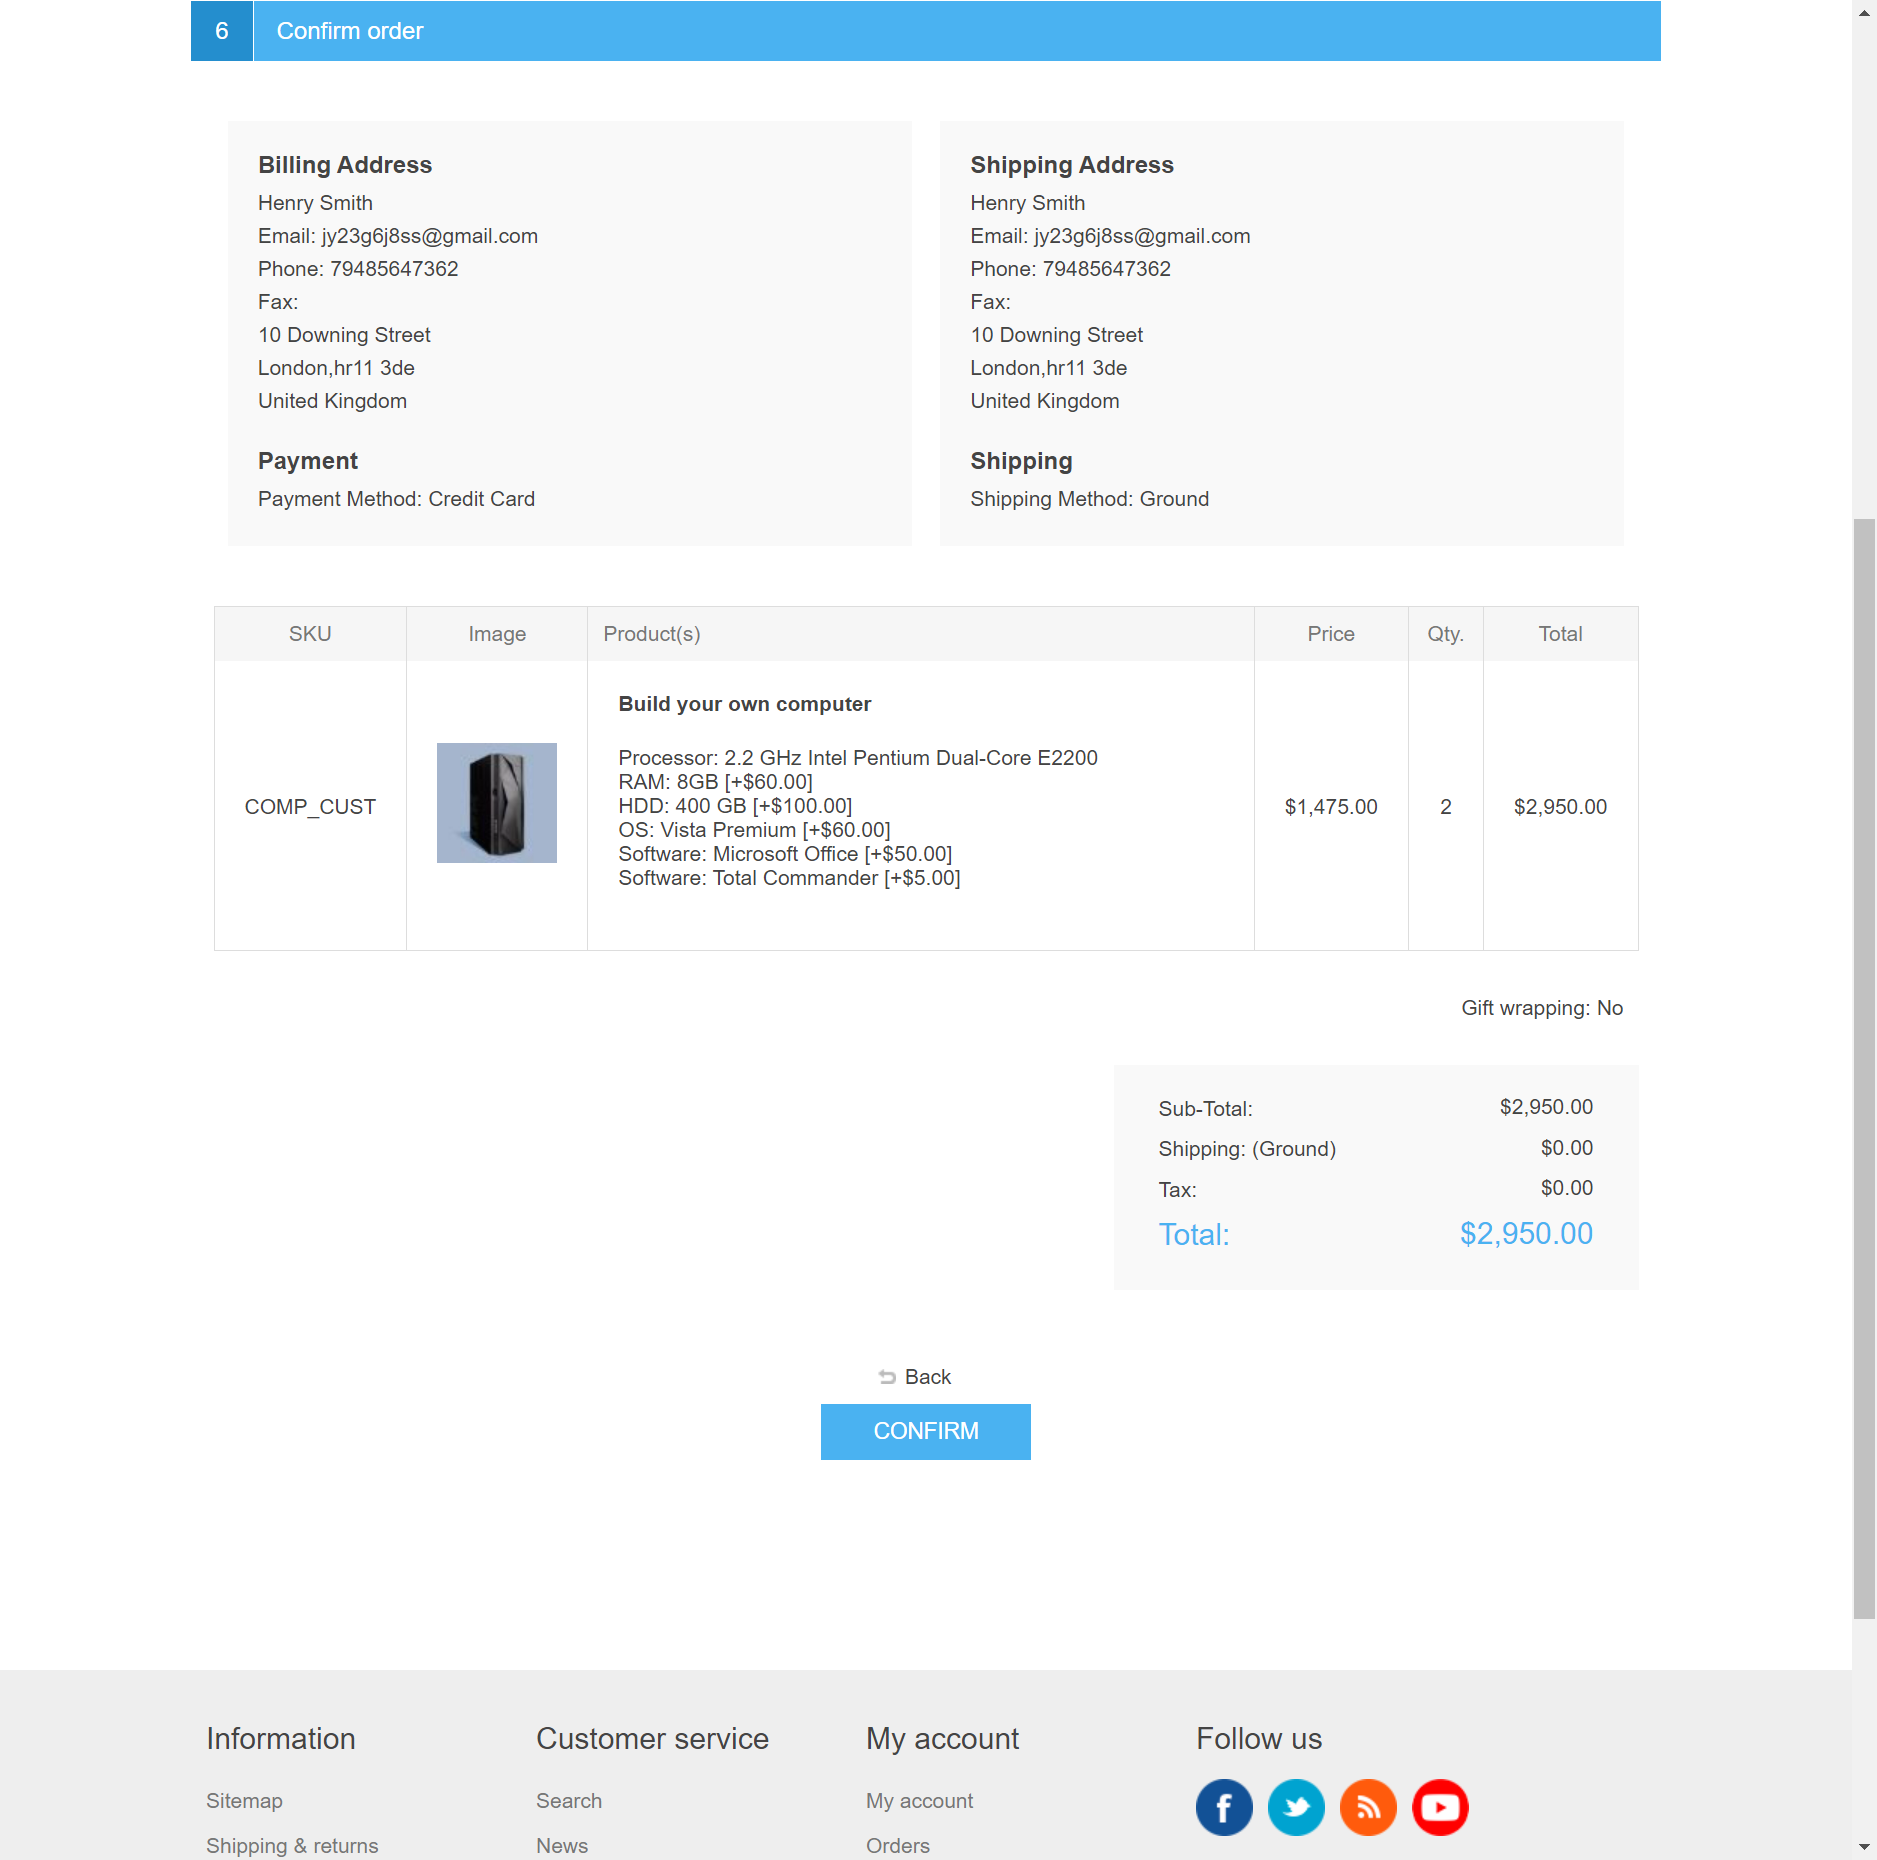 6 Confirm order
Billing Address
Henry Smith
Email: jy23g6j8ss@gmail.com
Phone: 79485647362
Fax:
10 Downing Street
London,hr11 3de
United Kingdom
Payment
Payment Method: Credit Card
Shipping Address
Henry Smith
Email: jy23g6j8ss@gmail.com
Phone: 79485647362
Fax:
10 Downing Street
London,hr11 3de
United Kingdom
Shipping
Shipping Method: Ground
SKU Image Product(s) Price Qty. Total
Build your own computer
Processor: 2.2 GHz Intel Pentium Dual-Core E2200
RAM: 8GB [+$60.00]
HDD: 400 GB [+$100.00]
COMP_CUST $1,475.00 2 $2,950.00
OS: Vista Premium [+$60.00]
Software: Microsoft Office [+$50.00]
Software: Total Commander [+$5.00]
Gift wrapping: No
Sub-Total: $2,950.00
Shipping: (Ground) $0.00
Tax: $0.00
Total: $2,950.00
Back
CONFIRM
Information Customer service My account Follow us
Sitemap Search My account
Shipping & returns News Orders